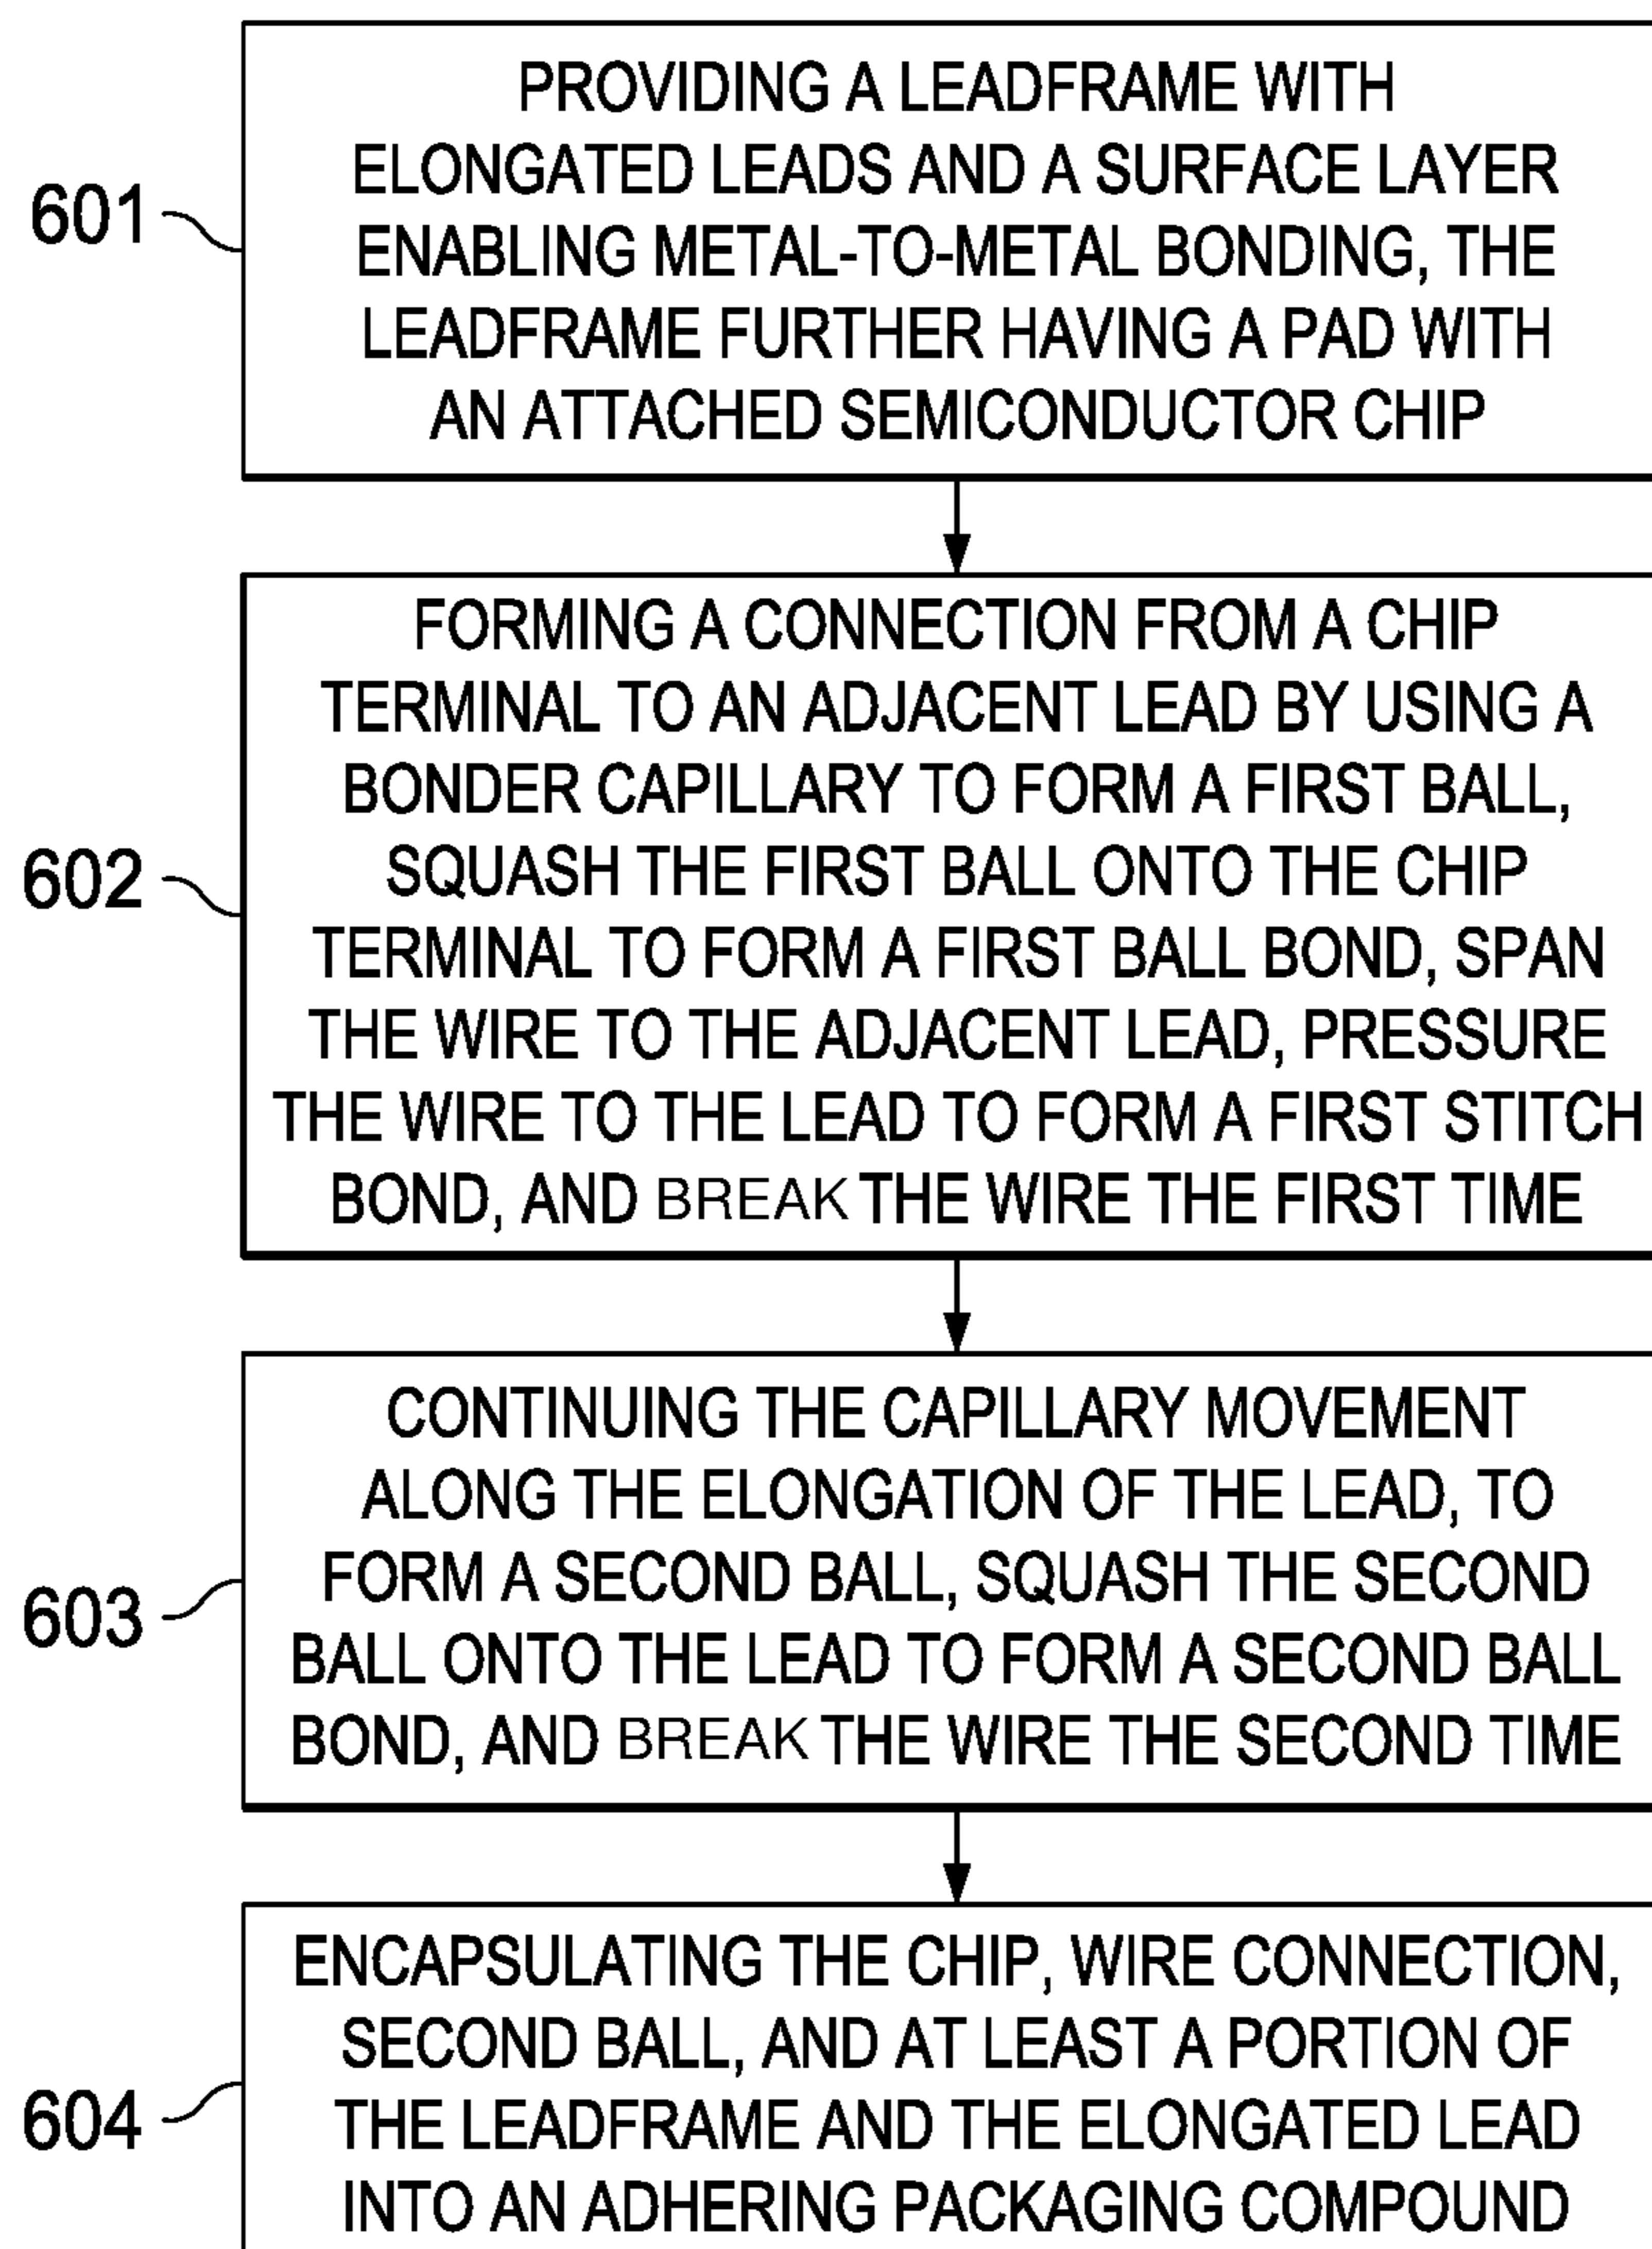 PROVIDING A LEADFRAME WITH
ELONGATED LEADS AND A SURFACE LAYER
601
ENABLING METAL-TO-METAL BONDING, THE
LEADFRAME FURTHER HAVING A PAD WITH
AN ATTACHED SEMICONDUCTOR CHIP
FORMING A CONNECTION FROM A CHIP
TERMINAL TO AN ADJACENT LEAD BY USING A
BONDER CAPILLARY TO FORM A FIRST BALL,
602
SQUASH THE FIRST BALL ONTO THE CHIP
TERMINAL TO FORM A FIRST BALL BOND, SPAN
THE WIRE TO THE ADJACENT LEAD, PRESSURE
THE WIRE TO THE LEAD TO FORM A FIRST STITCH
BOND, AND BREAK THE WIRE THE FIRST TIME
CONTINUING THE CAPILLARY MOVEMENT
ALONG THE ELONGATION OF THE LEAD, TO
FORM A SECOND BALL, SQUASH THE SECOND
603
BALL ONTO THE LEAD TO FORM A SECOND BALL
BOND, AND BREAK THE WIRE THE SECOND TIME
ENCAPSULATING THE CHIP, WIRE CONNECTION,
SECOND BALL, AND AT LEAST A PORTION OF
604
THE LEADFRAME AND THE ELONGATED LEAD
INTO AN ADHERING PACKAGING COMPOUND